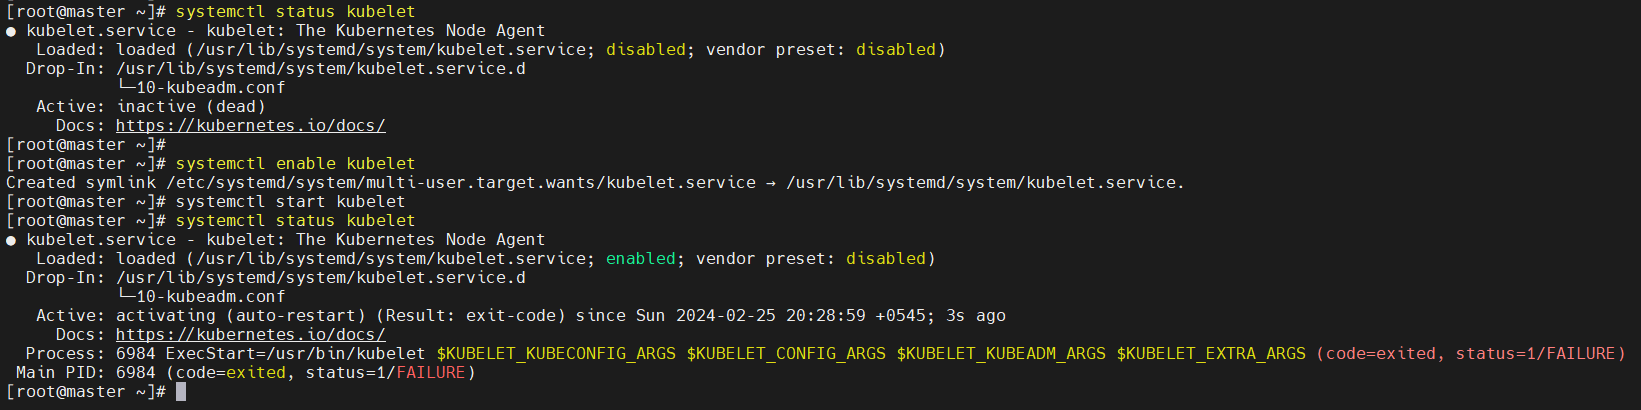 [root@master ~]# systemctl status kubelet
● kubelet.service - kubelet: The Kubernetes Node Agent
   Loaded: loaded (/usr/lib/systemd/system/kubelet.service; disabled; vendor preset: disabled)
  Drop-In: /usr/lib/systemd/system/kubelet.service.d
           └─10-kubeadm.conf
   Active: inactive (dead)
     Docs: https://kubernetes.io/docs/
[root@master ~]#
[root@master ~]# systemctl enable kubelet
Created symlink /etc/systemd/system/multi-user.target.wants/kubelet.service → /usr/lib/systemd/system/kubelet.service.
[root@master ~]# systemctl start kubelet
[root@master ~]# systemctl status kubelet
● kubelet.service - kubelet: The Kubernetes Node Agent
   Loaded: loaded (/usr/lib/systemd/system/kubelet.service; enabled; vendor preset: disabled)
  Drop-In: /usr/lib/systemd/system/kubelet.service.d
           └─10-kubeadm.conf
   Active: activating (auto-restart) (Result: exit-code) since Sun 2024-02-25 20:28:59 +0545; 3s ago
     Docs: https://kubernetes.io/docs/
  Process: 6984 ExecStart=/usr/bin/kubelet $KUBELET_KUBECONFIG_ARGS $KUBELET_CONFIG_ARGS $KUBELET_KUBEADM_ARGS $KUBELET_EXTRA_ARGS (code=exited, status=1/FAILURE)
 Main PID: 6984 (code=exited, status=1/FAILURE)
[root@master ~]#